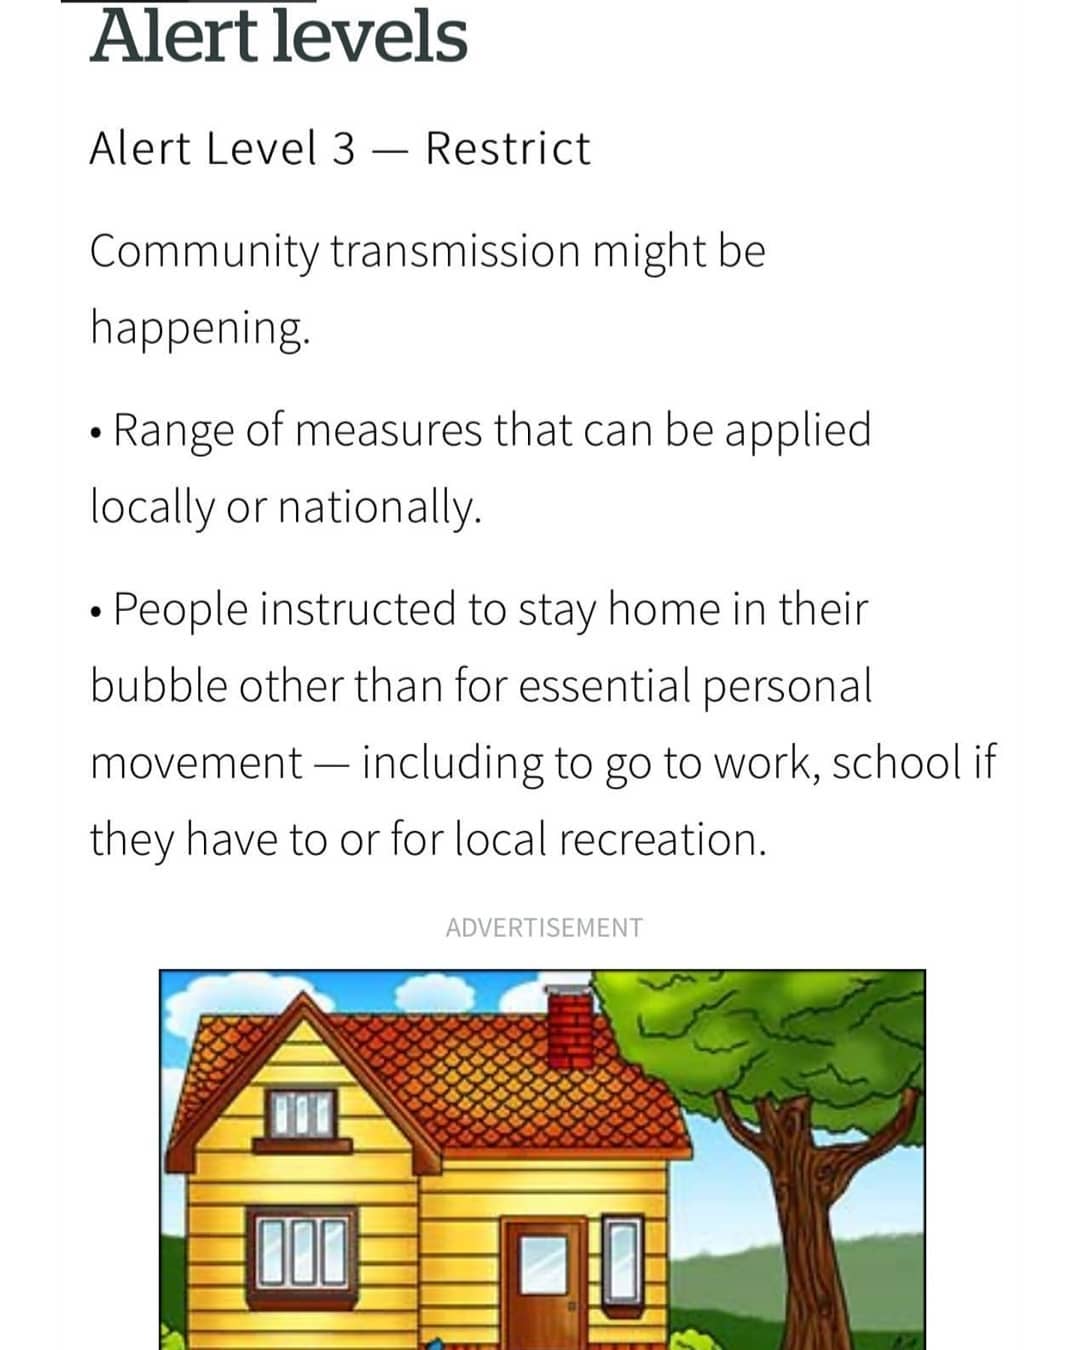 Alert levels
Alert Level 3 — Restrict
Community transmission might be
happening.
• Range of measures that can be applied
locally or nationally.
• People instructed to stay home in their
bubble other than for essential personal
movement — including to go to work, school if
they have to or for local recreation.
ADVERTISEMENT